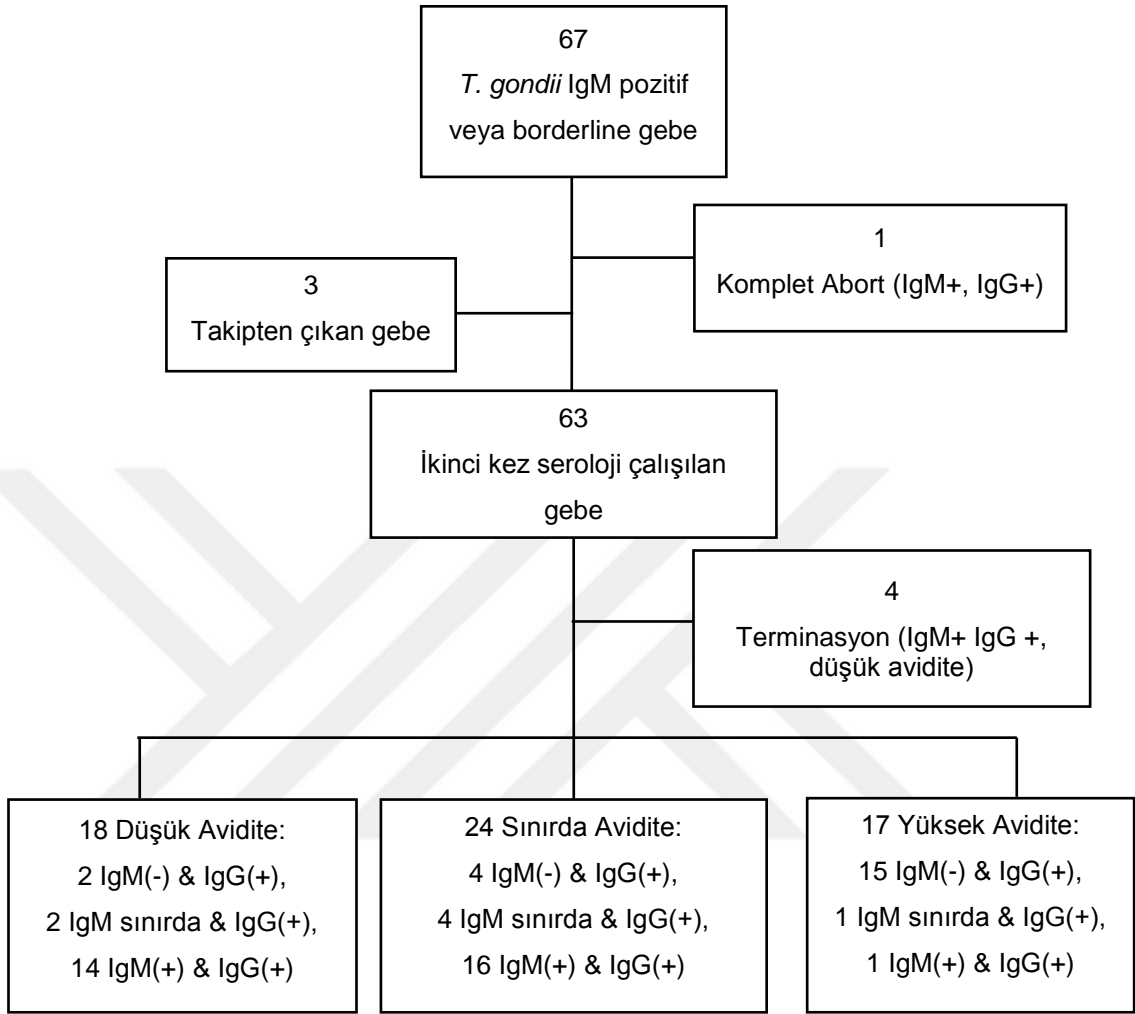 67
T. gondii IgM pozitif
veya borderline gebe
1
Komplet Abort (IgM+, IgG+)
3
Takipten çıkan gebe
63
İkinci kez seroloji çalışılan
gebe
4
Terminasyon (IgM+ IgG +,
düşük avidite)
18 Düşük Avidite:
2 IgM(-) & IgG(+),
2 IgM sınırda & IgG(+),
14 IgM(+) & IgG(+)
24 Sınırda Avidite:
4 IgM(-) & IgG(+),
4 IgM sınırda & IgG(+),
16 IgM(+) & IgG(+)
17 Yüksek Avidite:
15 IgM(-) & IgG(+),
1 IgM sınırda & IgG(+),
1 IgM(+) & IgG(+)